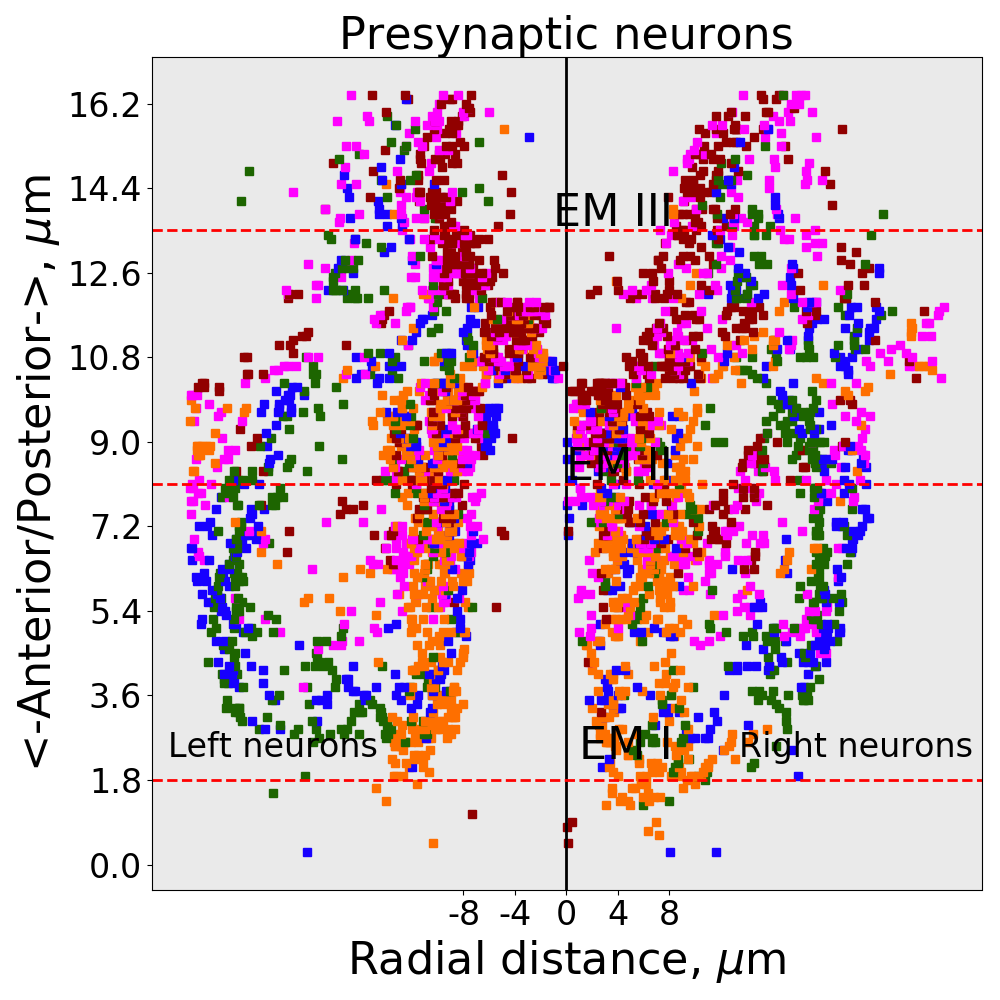 Presynaptic neurons
<-Anterior/Posterior->, μm
16.2
14.4
12.6
10.8
9.0
7.2
5.4
3.6
1.8
0.0
EM III
EM II
EM I
Left neurons
Right neurons
-8 -4 0 4 8
Radial distance, μm